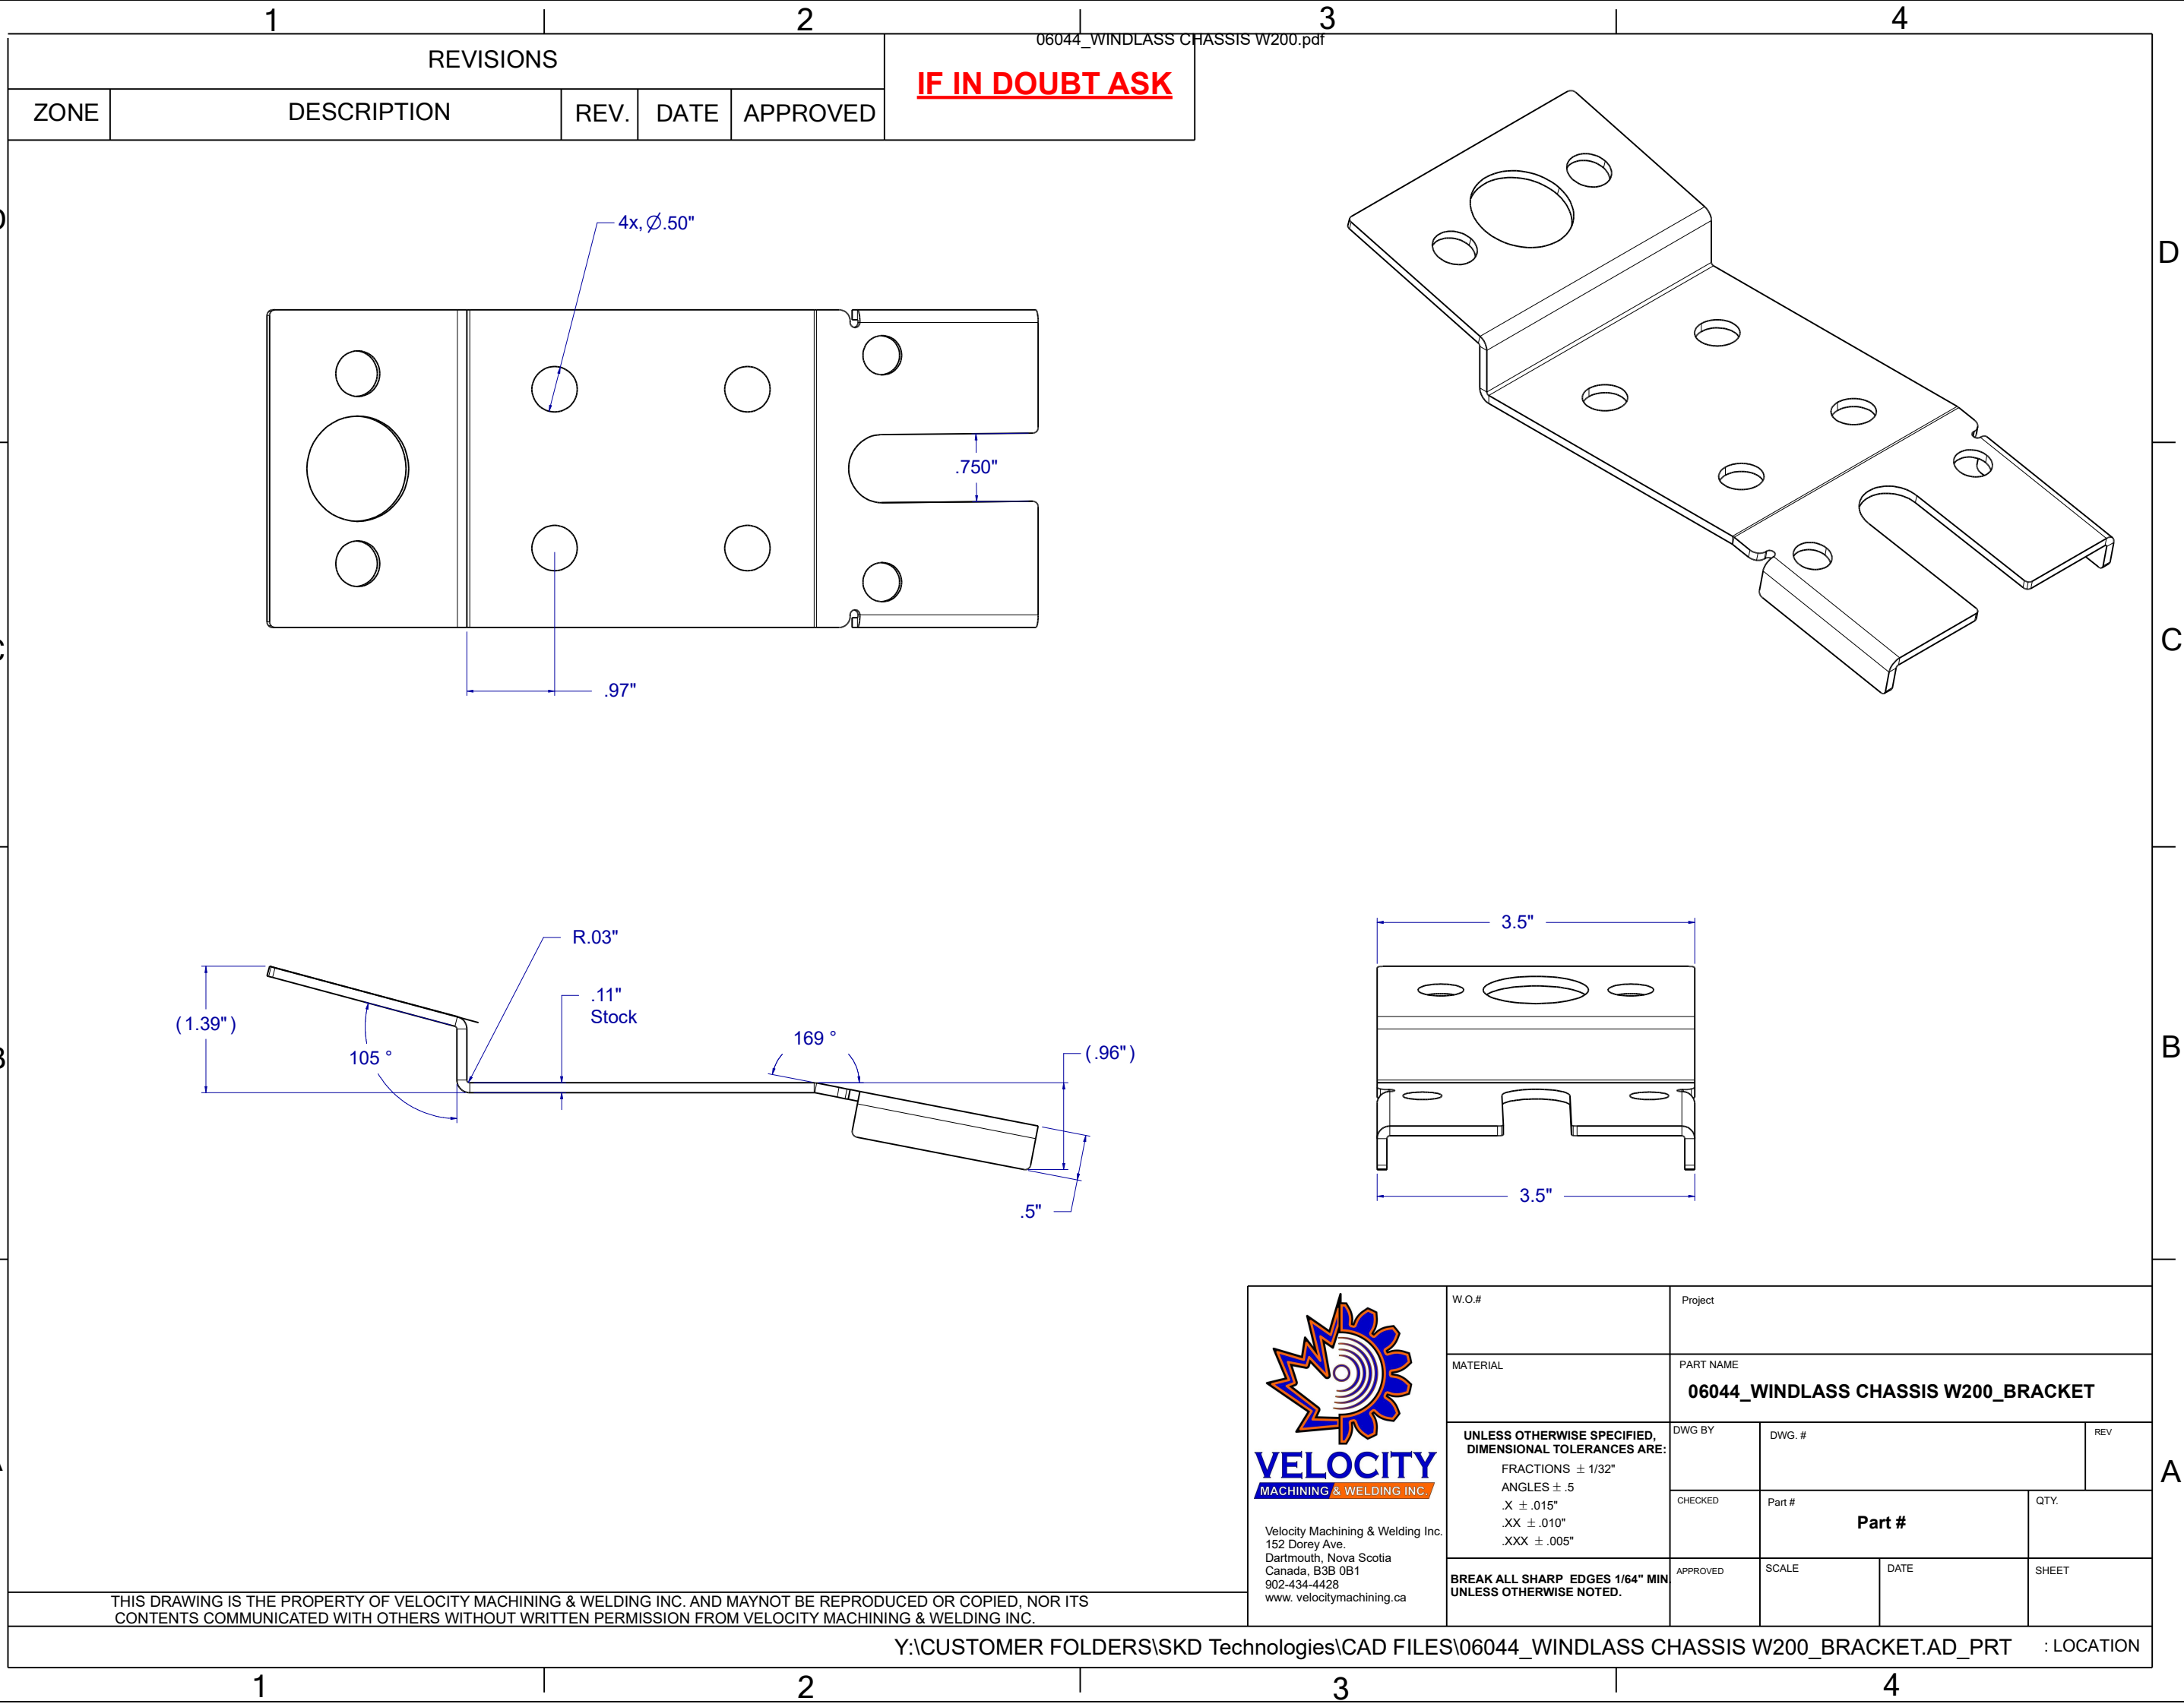 1 2 3 4
06044_WINDLASS CHASSIS W200.pdf
REVISIONS
IF IN DOUBT ASK
ZONE DESCRIPTION REV. DATE APPROVED
4x, Ø.50"
D
.750"
.97"
C
3.5"
R.03"
.11"
Stock
(1.39")
105 °
169 °
(.96")
B
.5"
3.5"
W.O.#
Project
MATERIAL
PART NAME
06044_WINDLASS CHASSIS W200_BRACKET
UNLESS OTHERWISE SPECIFIED,
DIMENSIONAL TOLERANCES ARE:
FRACTIONS ± 1/32"
ANGLES ± .5
.X ± .015"
.XX ± .010"
.XXX ± .005"
DWG BY
DWG. #
REV
A
CHECKED
Part #
Part #
QTY.
BREAK ALL SHARP EDGES 1/64" MIN.
UNLESS OTHERWISE NOTED.
APPROVED
SCALE
DATE
SHEET
VELOCITY
MACHINING & WELDING INC.
Velocity Machining & Welding Inc.
152 Dorey Ave.
Dartmouth, Nova Scotia
Canada, B3B 0B1
902-434-4428
www. velocitymachining.ca
THIS DRAWING IS THE PROPERTY OF VELOCITY MACHINING & WELDING INC. AND MAYNOT BE REPRODUCED OR COPIED, NOR ITS
CONTENTS COMMUNICATED WITH OTHERS WITHOUT WRITTEN PERMISSION FROM VELOCITY MACHINING & WELDING INC.
Y:\CUSTOMER FOLDERS\SKD Technologies\CAD FILES\06044_WINDLASS CHASSIS W200_BRACKET.AD_PRT : LOCATION
1 2 3 4